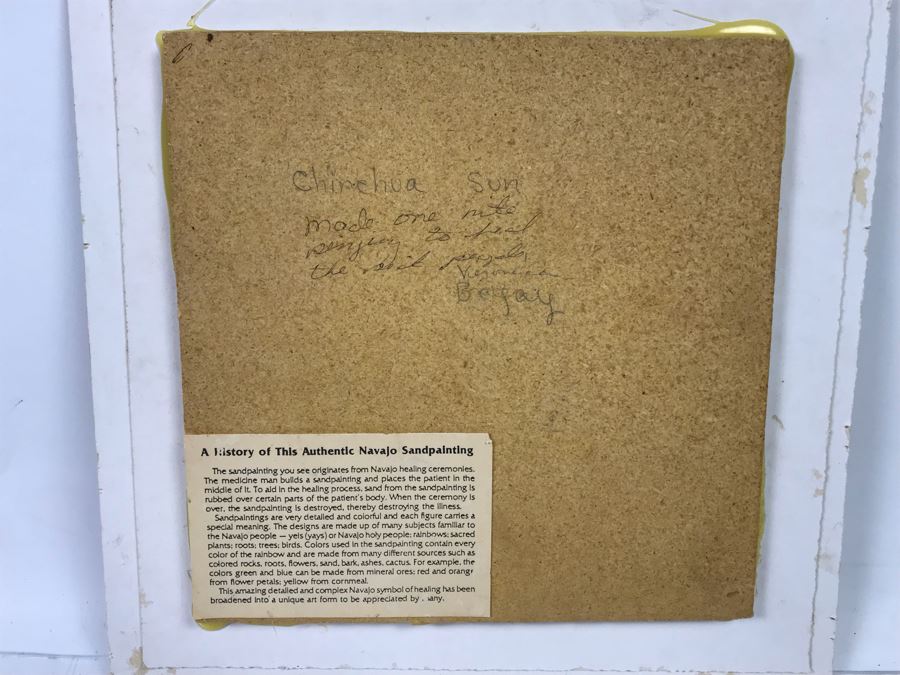 Chinchua Sun
made one nite
to heal
the sick people
Veronica
Begay
A History of This Authentic Navajo Sandpainting
The sandpainting you see originates from Navajo healing ceremonies.
The medicine man builds a sandpainting and places the patient in the
middle of it. To aid in the healing process, sand from the sandpainting is
rubbed over certain parts of the patient's body. When the ceremony is
over, the sandpainting is destroyed, thereby destroying the illness.
Sandpaintings are very detailed and colorful and each figure carries a
special meaning. The designs are made up of many subjects familiar to
the Navajo people — yeis (yays) or Navajo holy people; rainbows; sacred
plants; roots; trees; birds. Colors used in the sandpainting contain every
color of the rainbow and are made from many different sources such as
colored rocks, roots, flowers, sand, bark, ashes, cactus. For example, the
colors green and blue can be made from mineral ores; red and orange
from flower petals; yellow from cornmeal.
This amazing detailed and complex Navajo symbol of healing has been
broadened into a unique art form to be appreciated by many.